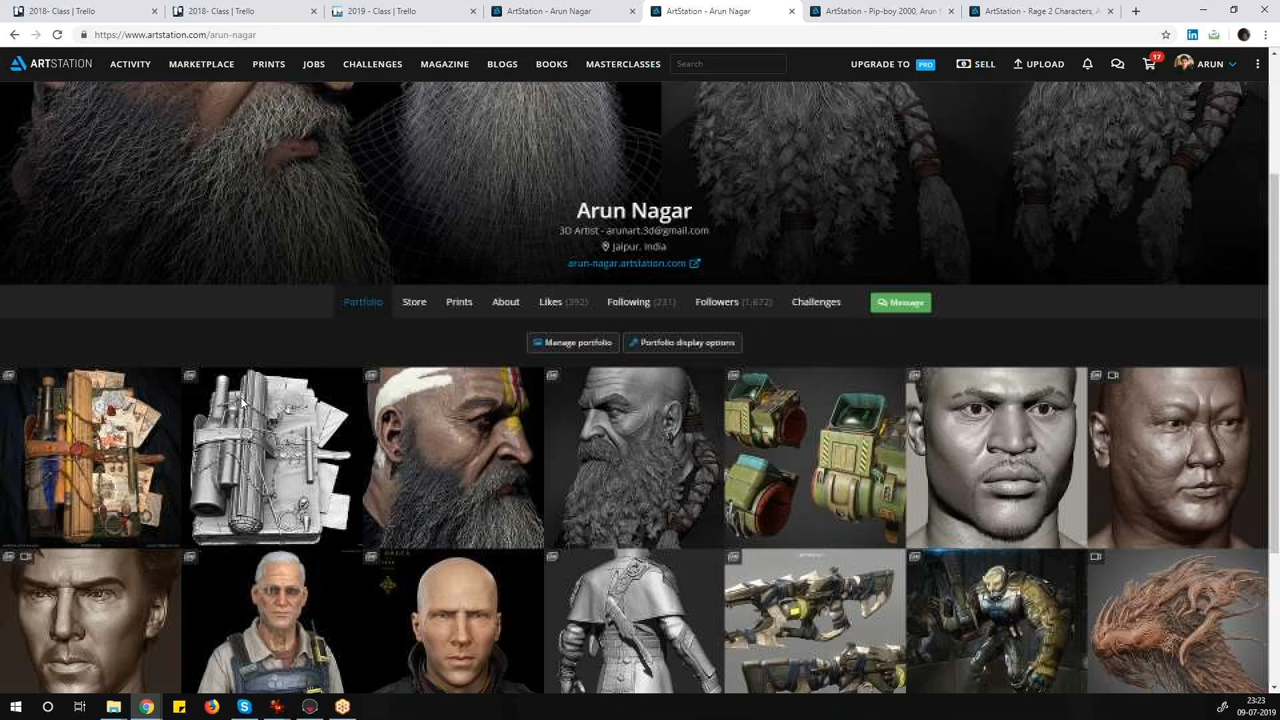 2018- Class | Trello
2018- Class | Trello
2019 - Class | Trello
ArtStation - Arun Nagar
ArtStation - Arun Nagar
ArtStation - Pip-boy 2000, Arun
ArtStation - Rage 2 Characters, A
https://www.artstation.com/arun-nagar
ARTSTATION
ACTIVITY
MARKETPLACE
PRINTS
JOBS
CHALLENGES
MAGAZINE
BLOGS
BOOKS
MASTERCLASSES
Search
UPGRADE TO PRO
SELL
UPLOAD
17
ARUN
Arun Nagar
3D Artist - arunart.3d@gmail.com
Jaipur, India
arun-nagar.artstation.com
Portfolio
Store
Prints
About
Likes (392)
Following (231)
Followers (1,672)
Challenges
Message
Manage portfolio
Portfolio display options
23:23
09-07-2019